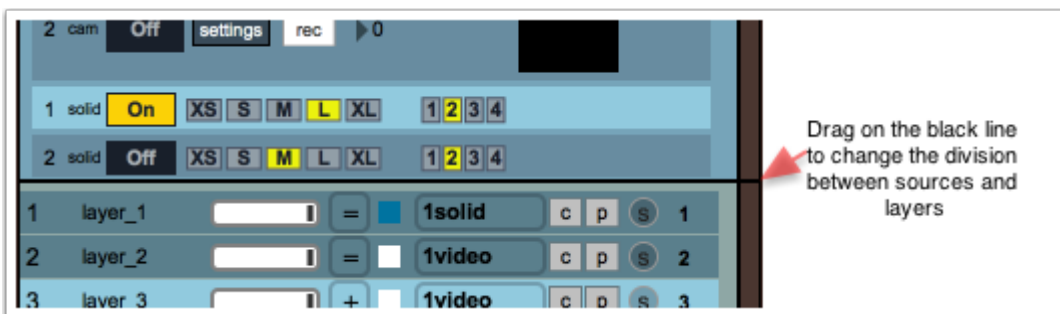 2 cam Off settings rec 0
1 solid On XS S M L XL 1 2 3 4
2 solid Off XS S M L XL 1 2 3 4
Drag on the black line
to change the division
between sources and
layers
1 layer_1 = 1solid c p s 1
2 layer_2 = 1video c p s 2
3 layer_3 + 1video c p s 3